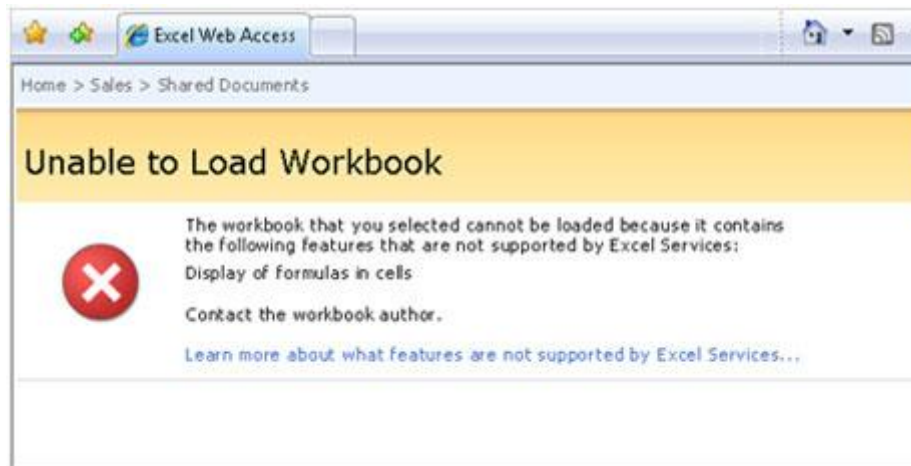 Excel Web Access
Home > Sales > Shared Documents
Unable to Load Workbook
The workbook that you selected cannot be loaded because it contains
the following features that are not supported by Excel Services:
Display of formulas in cells
Contact the workbook author.
Learn more about what features are not supported by Excel Services...